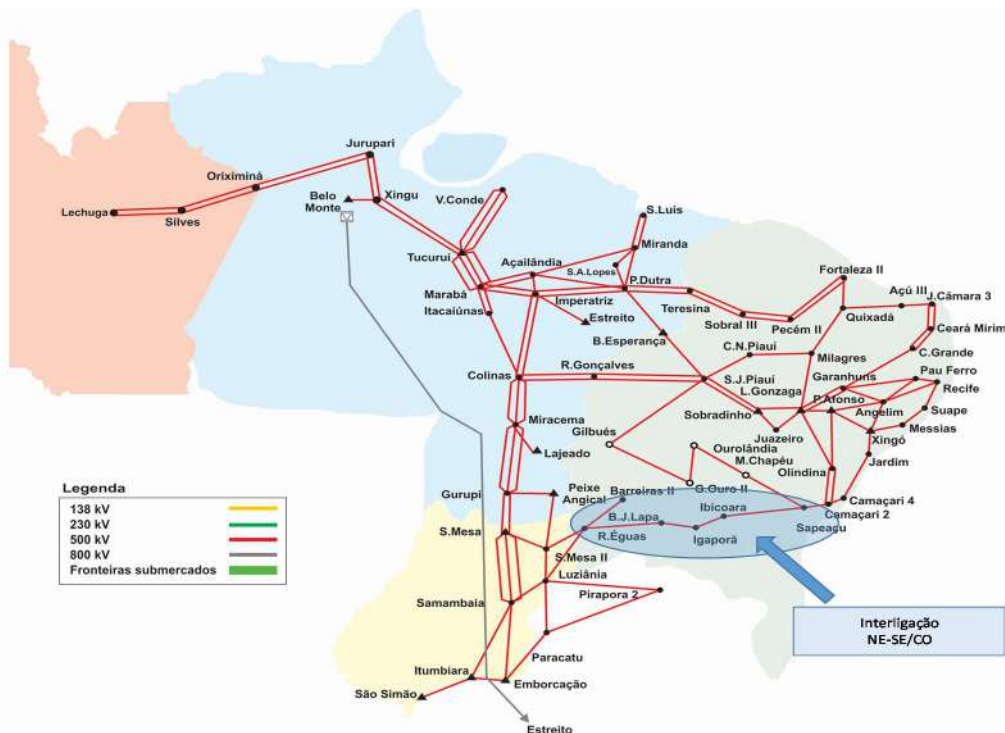 Jurupari
Oriximiná
Lechuga
Silves
Belo
Monte
Xingu
V.Conde
Tucuruí
S.Luis
Miranda
Açailândia
S.A.Lopes
P.Dutra
Marabá
Itacaiúnas
Imperatriz
Estreito
Teresina
Sobral III
Pecém II
Fortaleza II
Quixadá
Açú III
J.Câmara 3
Ceará Mirim
C.Grande
B.Esperança
C.N.Piauí
Milagres
Colinas
R.Gonçalves
S.J.Piauí
L.Gonzaga
Garanhuns
Pau Ferro
Recife
P.Afonso
Angelim
Suape
Sobradinho
Juazeiro
Xingó
Messias
Miracema
Lajeado
Gilbués
Ourolândia
M.Chapéu
Olindina
Jardim
G.Ouro II
Gurupi
Peixe
Angical
Barreiras II
Ibicoara
Camaçari 4
Camaçari 2
Sapeaçu
B.J.Lapa
R.Éguas
Igaporã
S.Mesa
S.Mesa II
Luziânia
Pirapora 2
Samambaia
Paracatu
Itumbiara
Emborcação
São Simão
Estreito
Legenda
138 kV
230 kV
500 kV
800 kV
Fronteiras submercados
Interligação
NE-SE/CO